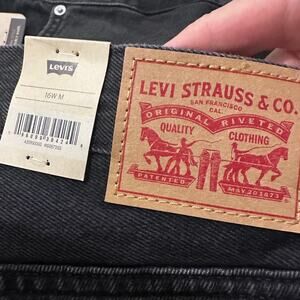 Levi's
16W M
LEVI STRAUSS & CO
SAN FRANCISCO
CAL.
ORIGINAL RIVETED
QUALITY CLOTHING
PATENTED MAY 20 1873